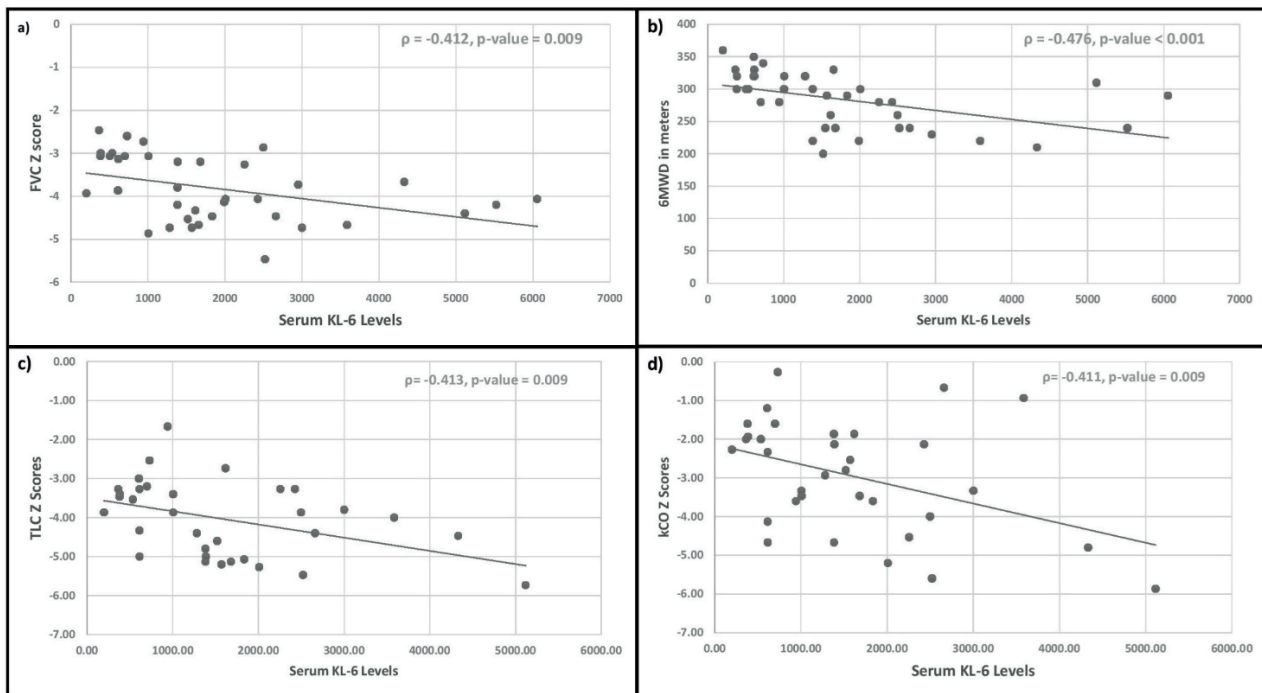 a)
ρ = -0.412, p-value = 0.009
FVC Z score
0
-1
-2
-3
-4
-5
-6
0 1000 2000 3000 4000 5000 6000 7000
Serum KL-6 Levels
b)
ρ = -0.476, p-value < 0.001
6MWD in meters
400
350
300
250
200
150
100
50
0
0 1000 2000 3000 4000 5000 6000 7000
Serum KL-6 Levels
c)
ρ= -0.413, p-value = 0.009
TLC Z Scores
0.00
-1.00
-2.00
-3.00
-4.00
-5.00
-6.00
-7.00
0.00 1000.00 2000.00 3000.00 4000.00 5000.00 6000.00
Serum KL-6 Levels
d)
ρ= -0.411, p-value = 0.009
kCO Z Scores
0.00
-1.00
-2.00
-3.00
-4.00
-5.00
-6.00
-7.00
0.00 1000.00 2000.00 3000.00 4000.00 5000.00 6000.00
Serum KL-6 Levels